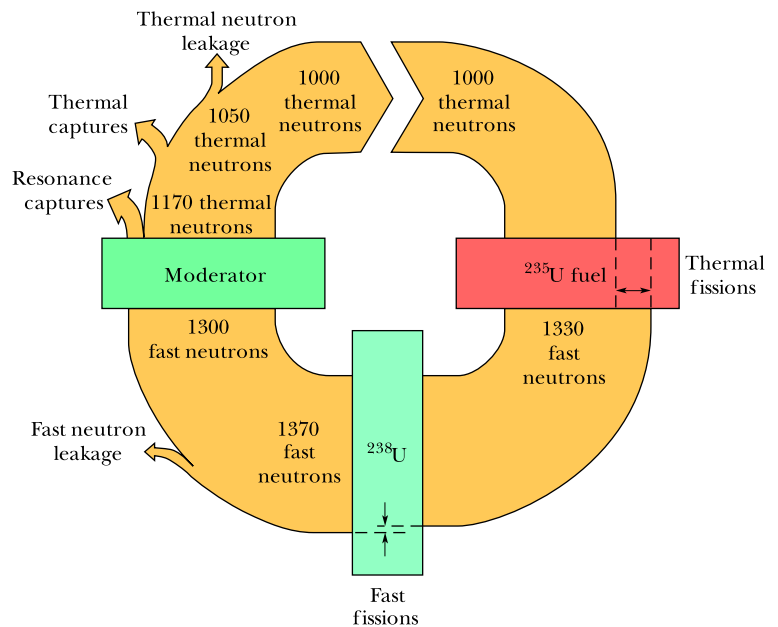 Thermal neutron
leakage
1000
thermal
neutrons
1000
thermal
neutrons
Thermal
captures
1050
thermal
neutrons
Resonance
captures
1170 thermal
neutrons
Moderator
²³⁵U fuel
Thermal
fissions
1300
fast neutrons
1330
fast
neutrons
Fast neutron
leakage
1370
fast
neutrons
²³⁸U
Fast
fissions